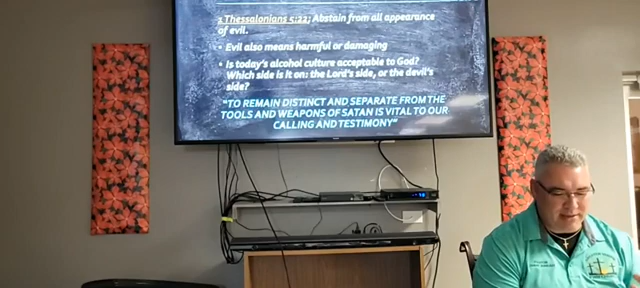 1 Thessalonians 5:22; Abstain from all appearance
of evil.
• Evil also means harmful or damaging
• Is today's alcohol culture acceptable to God?
Which side is it on: the Lord's side, or the devil's
side?
"TO REMAIN DISTINCT AND SEPARATE FROM THE
TOOLS AND WEAPONS OF SATAN IS VITAL TO OUR
CALLING AND TESTIMONY"